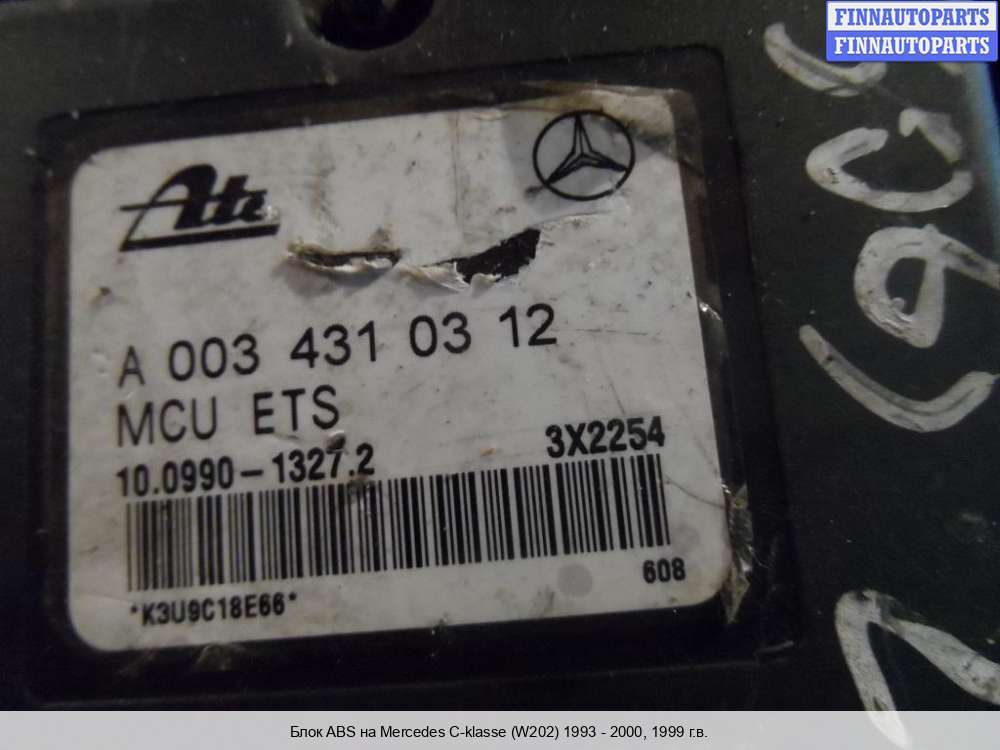 FINNAUTOPARTS
FINNAUTOPARTS
Ate
A 003 431 03 12
MCU ETS
10.0990-1327.2
3X2254
608
*K3U9C18E66*
Блок ABS на Mercedes C-klasse (W202) 1993 - 2000, 1999 г.в.